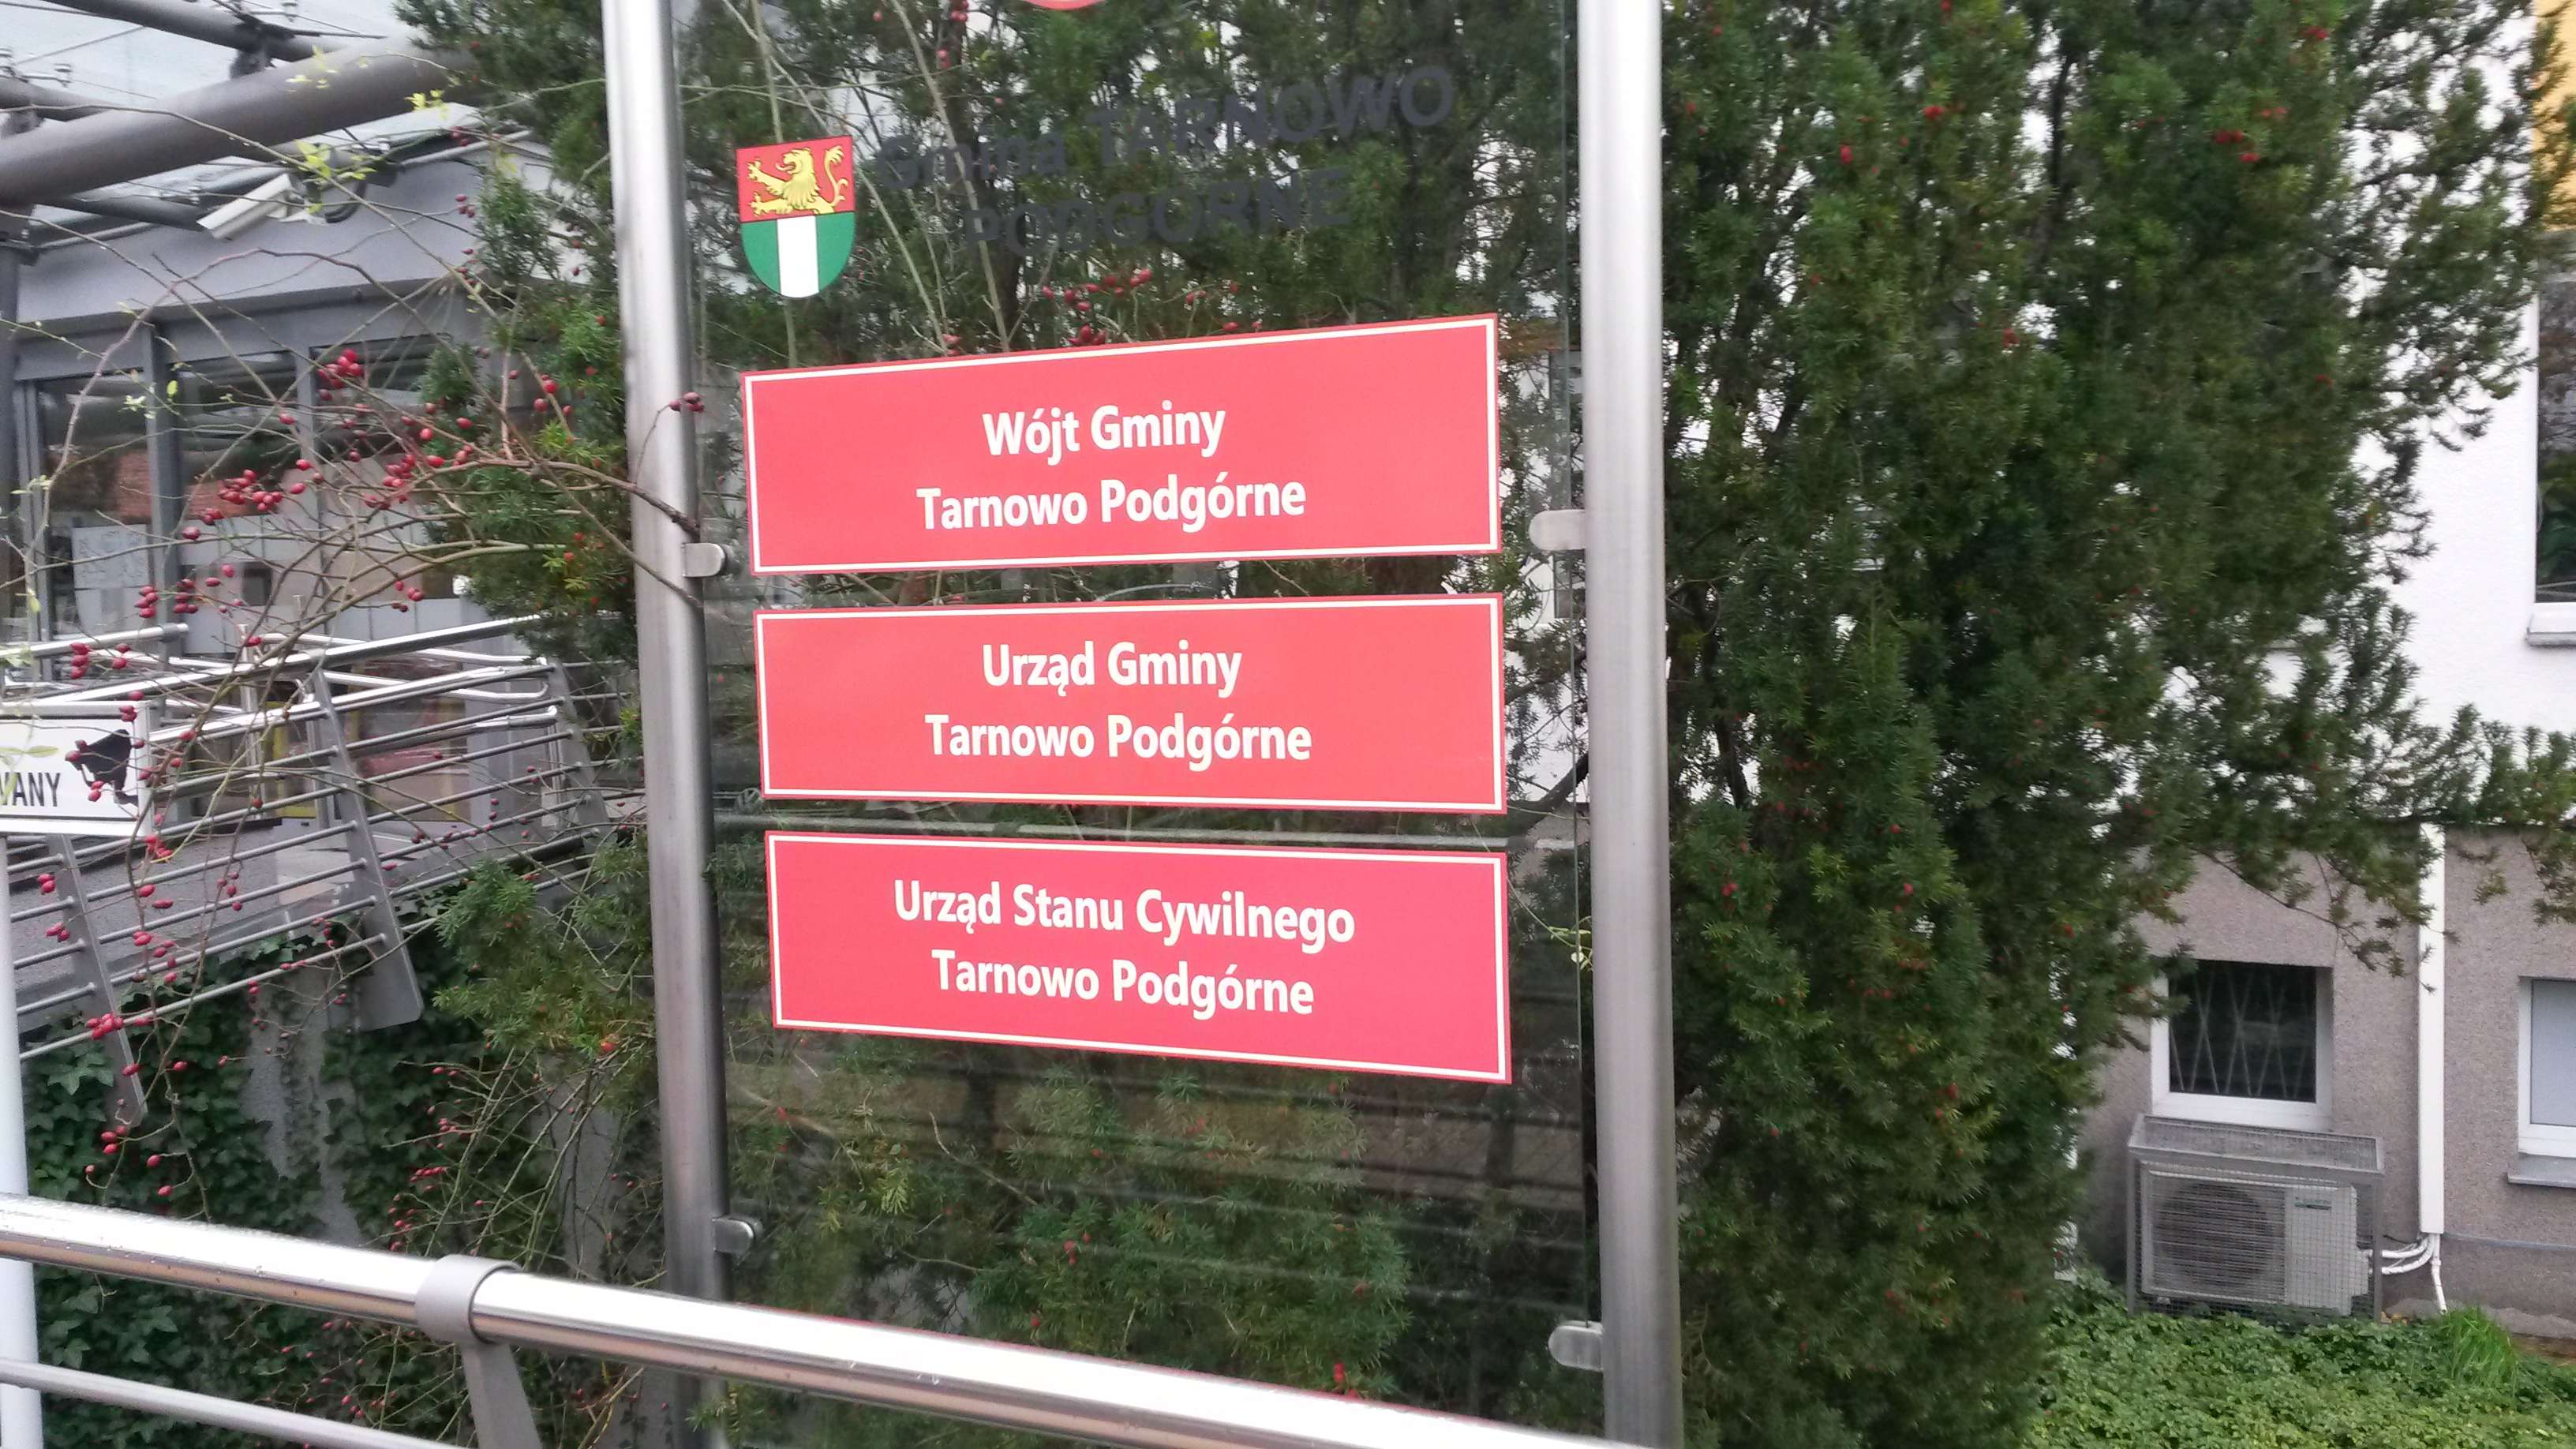 Gmina TARNOWO
PODGÓRNE
Wójt Gminy
Tarnowo Podgórne
Urząd Gminy
Tarnowo Podgórne
Urząd Stanu Cywilnego
Tarnowo Podgórne